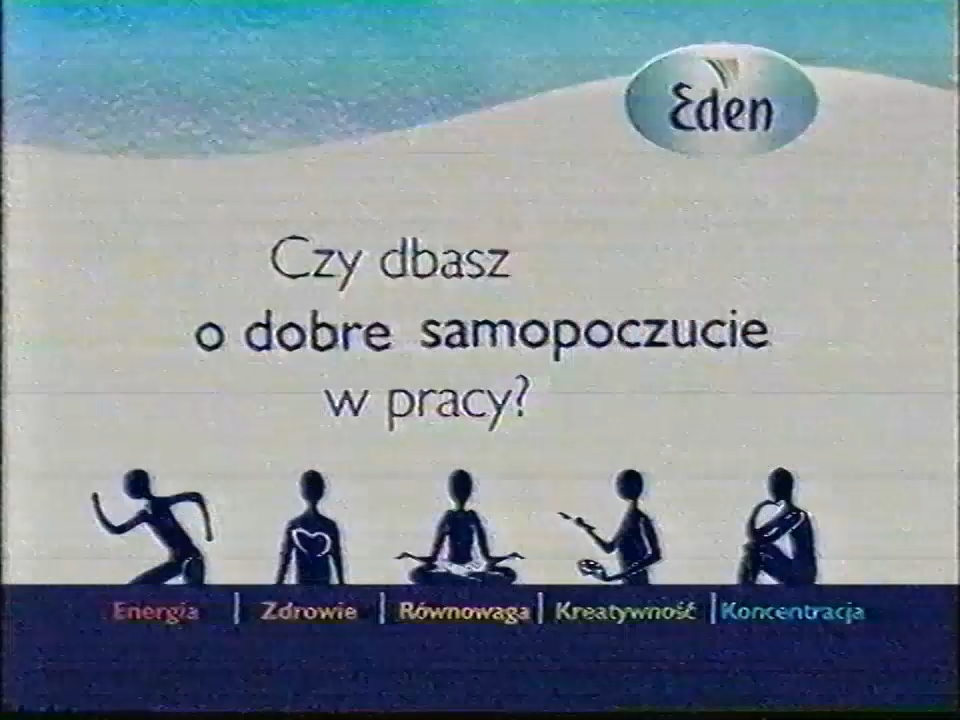 Eden
Czy dbasz
o dobre samopoczucie
w pracy?
Energia | Zdrowie | Równowaga | Kreatywność | Koncentracja